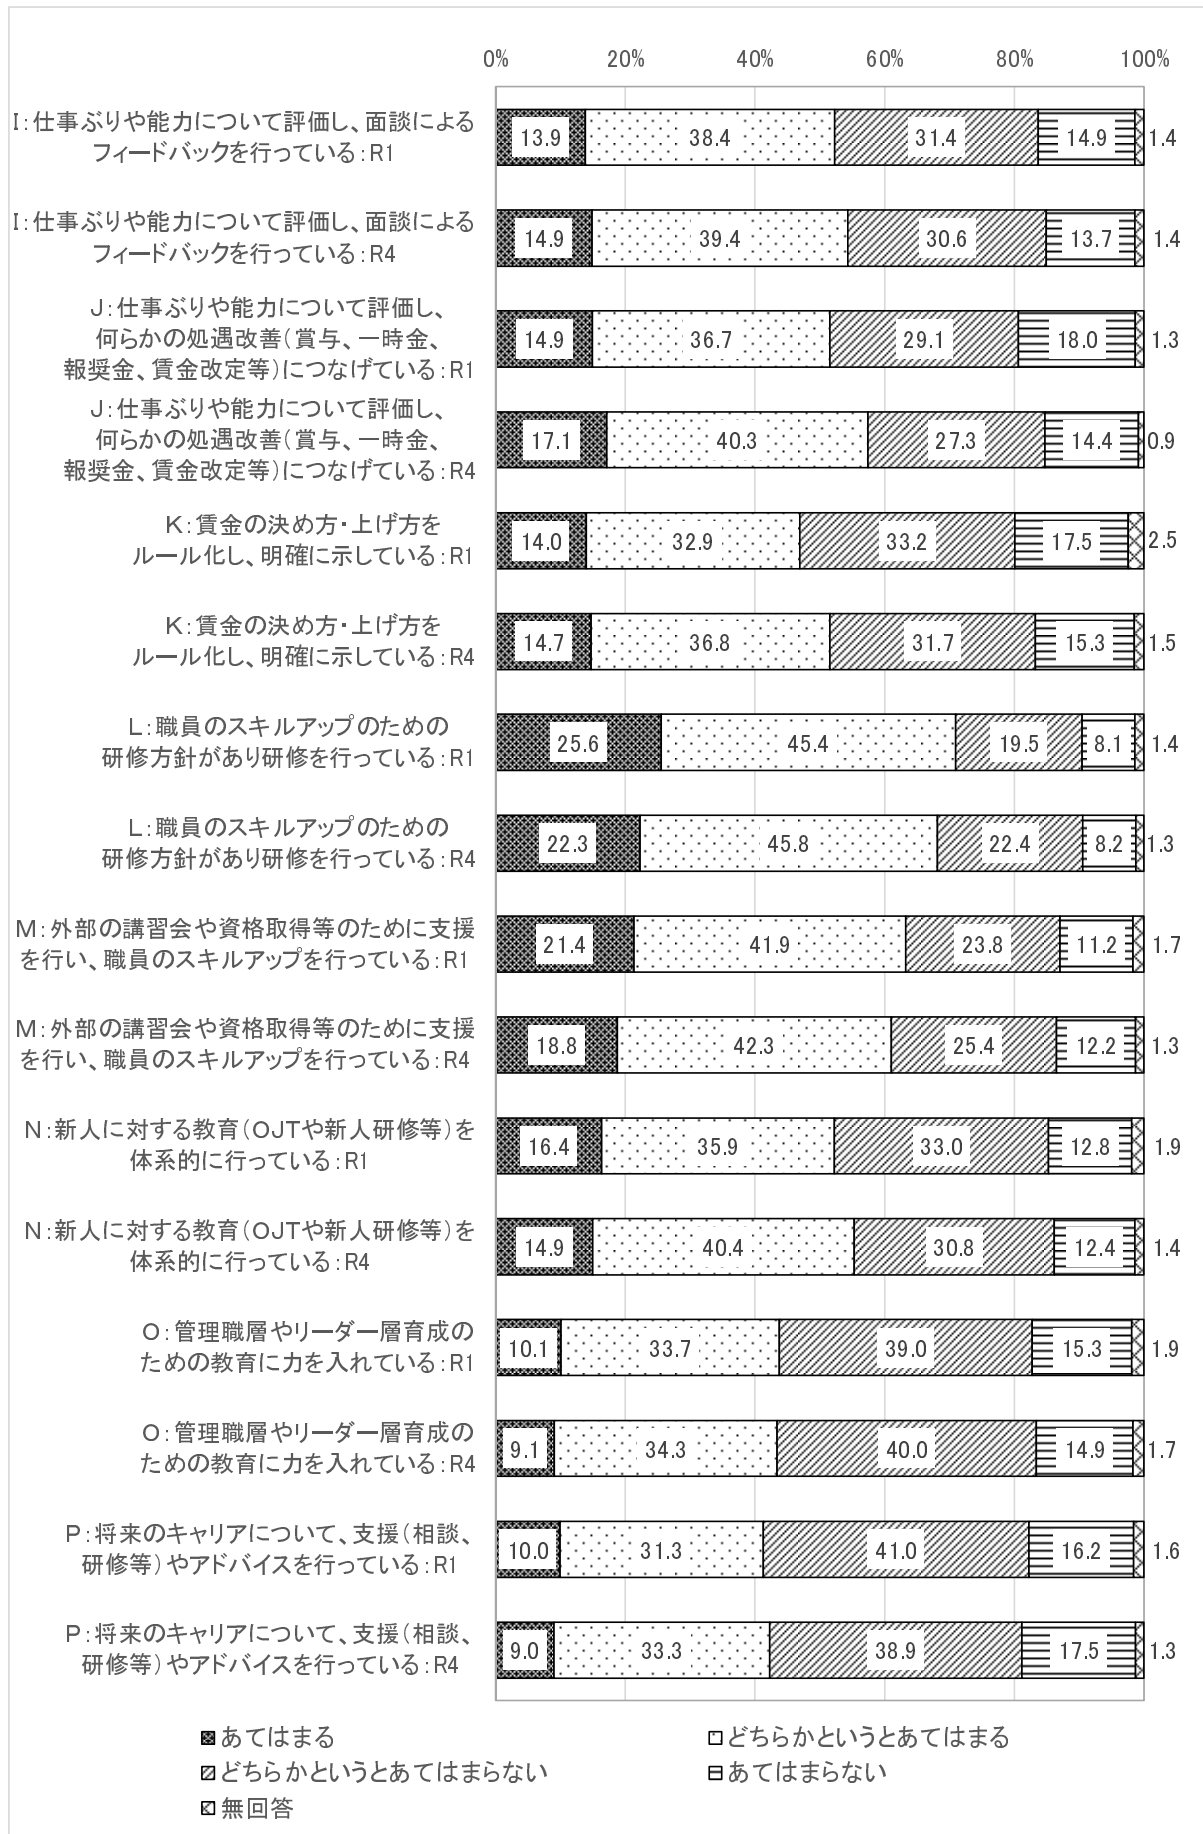 0% 20% 40% 60% 80% 100%
I:仕事ぶりや能力について評価し、面談による
フィードバックを行っている:R1
13.9 38.4 31.4 14.9 1.4
I:仕事ぶりや能力について評価し、面談による
フィードバックを行っている:R4
14.9 39.4 30.6 13.7 1.4
J:仕事ぶりや能力について評価し、
何らかの処遇改善(賞与、一時金、
報奨金、賃金改定等)につなげている:R1
14.9 36.7 29.1 18.0 1.3
J:仕事ぶりや能力について評価し、
何らかの処遇改善(賞与、一時金、
報奨金、賃金改定等)につなげている:R4
17.1 40.3 27.3 14.4 0.9
K:賃金の決め方・上げ方を
ルール化し、明確に示している:R1
14.0 32.9 33.2 17.5 2.5
K:賃金の決め方・上げ方を
ルール化し、明確に示している:R4
14.7 36.8 31.7 15.3 1.5
L:職員のスキルアップのための
研修方針があり研修を行っている:R1
25.6 45.4 19.5 8.1 1.4
L:職員のスキルアップのための
研修方針があり研修を行っている:R4
22.3 45.8 22.4 8.2 1.3
M:外部の講習会や資格取得等のために支援
を行い、職員のスキルアップを行っている:R1
21.4 41.9 23.8 11.2 1.7
M:外部の講習会や資格取得等のために支援
を行い、職員のスキルアップを行っている:R4
18.8 42.3 25.4 12.2 1.3
N:新人に対する教育(OJTや新人研修等)を
体系的に行っている:R1
16.4 35.9 33.0 12.8 1.9
N:新人に対する教育(OJTや新人研修等)を
体系的に行っている:R4
14.9 40.4 30.8 12.4 1.4
O:管理職層やリーダー層育成の
ための教育に力を入れている:R1
10.1 33.7 39.0 15.3 1.9
O:管理職層やリーダー層育成の
ための教育に力を入れている:R4
9.1 34.3 40.0 14.9 1.7
P:将来のキャリアについて、支援(相談、
研修等)やアドバイスを行っている:R1
10.0 31.3 41.0 16.2 1.6
P:将来のキャリアについて、支援(相談、
研修等)やアドバイスを行っている:R4
9.0 33.3 38.9 17.5 1.3
あてはまる どちらかというとあてはまる
どちらかというとあてはまらない あてはまらない
無回答